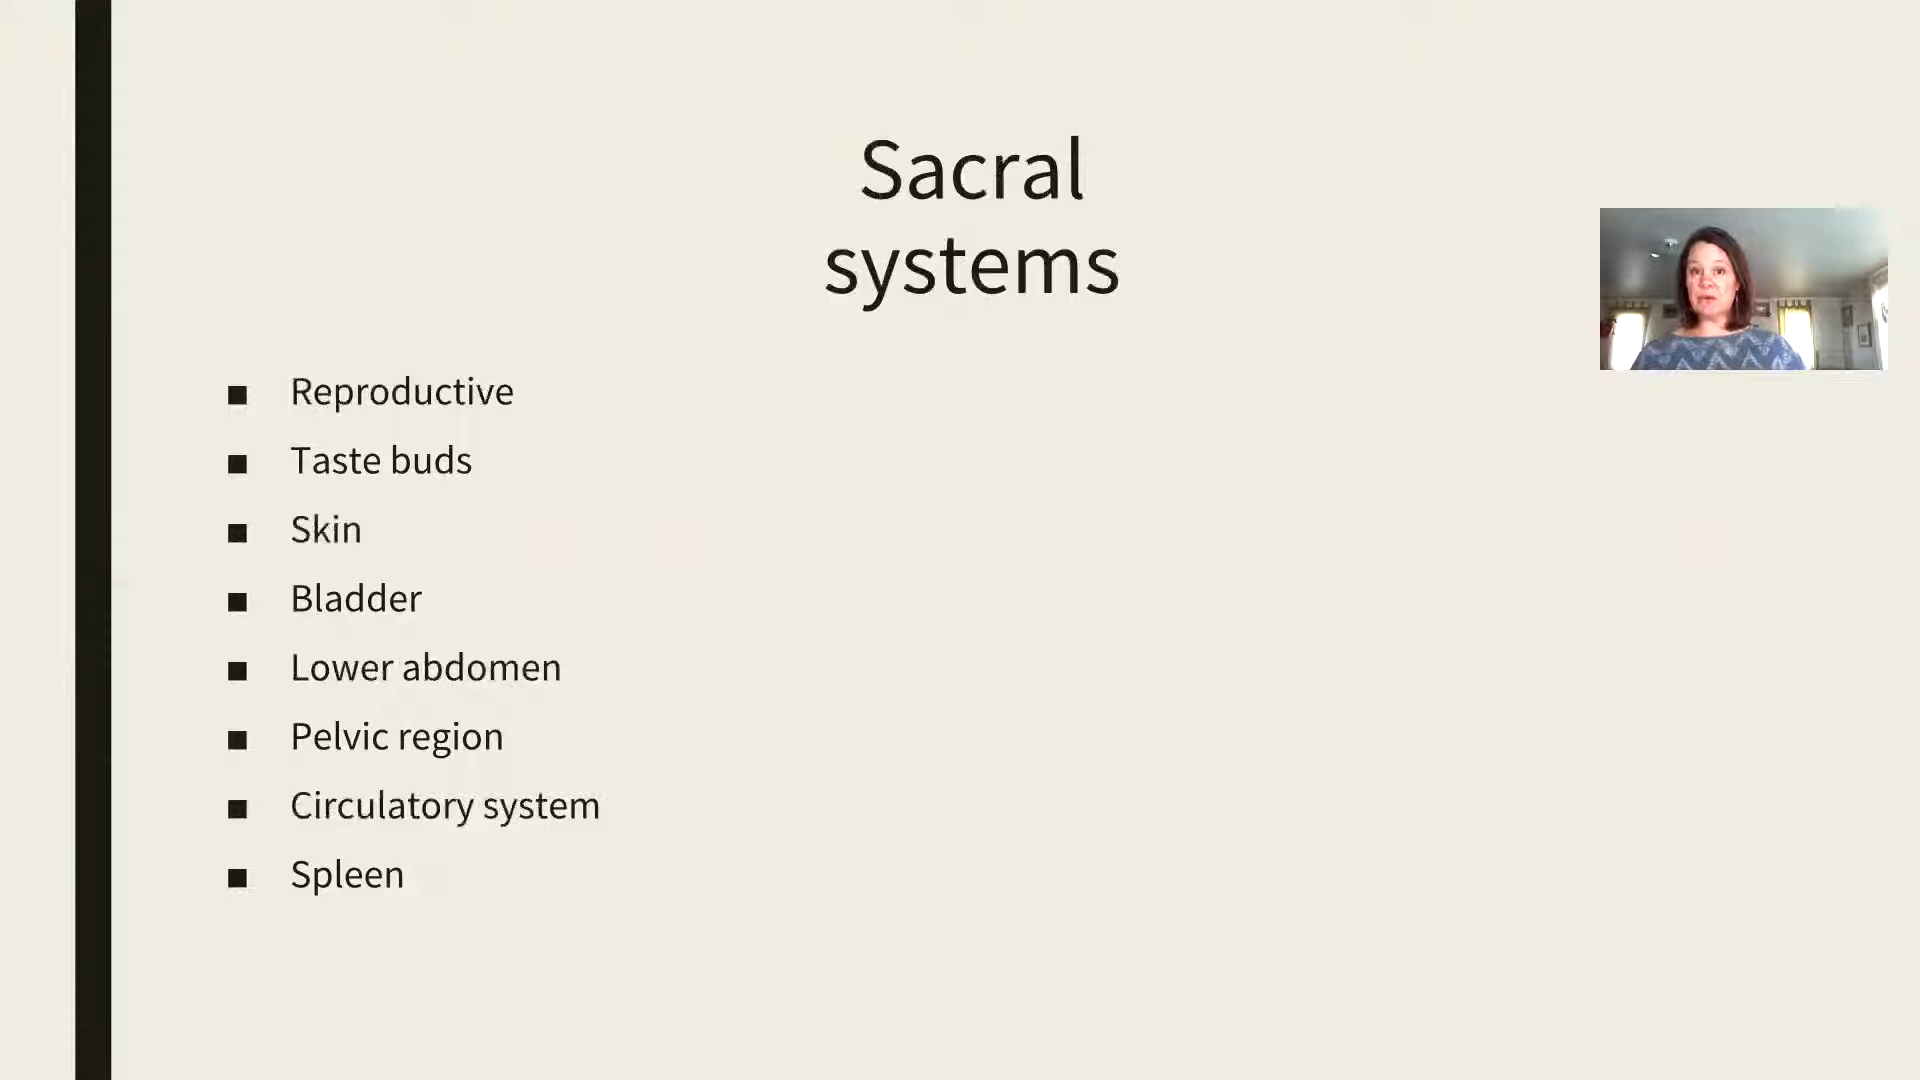 Sacral
systems
■ Reproductive
■ Taste buds
■ Skin
■ Bladder
■ Lower abdomen
■ Pelvic region
■ Circulatory system
■ Spleen